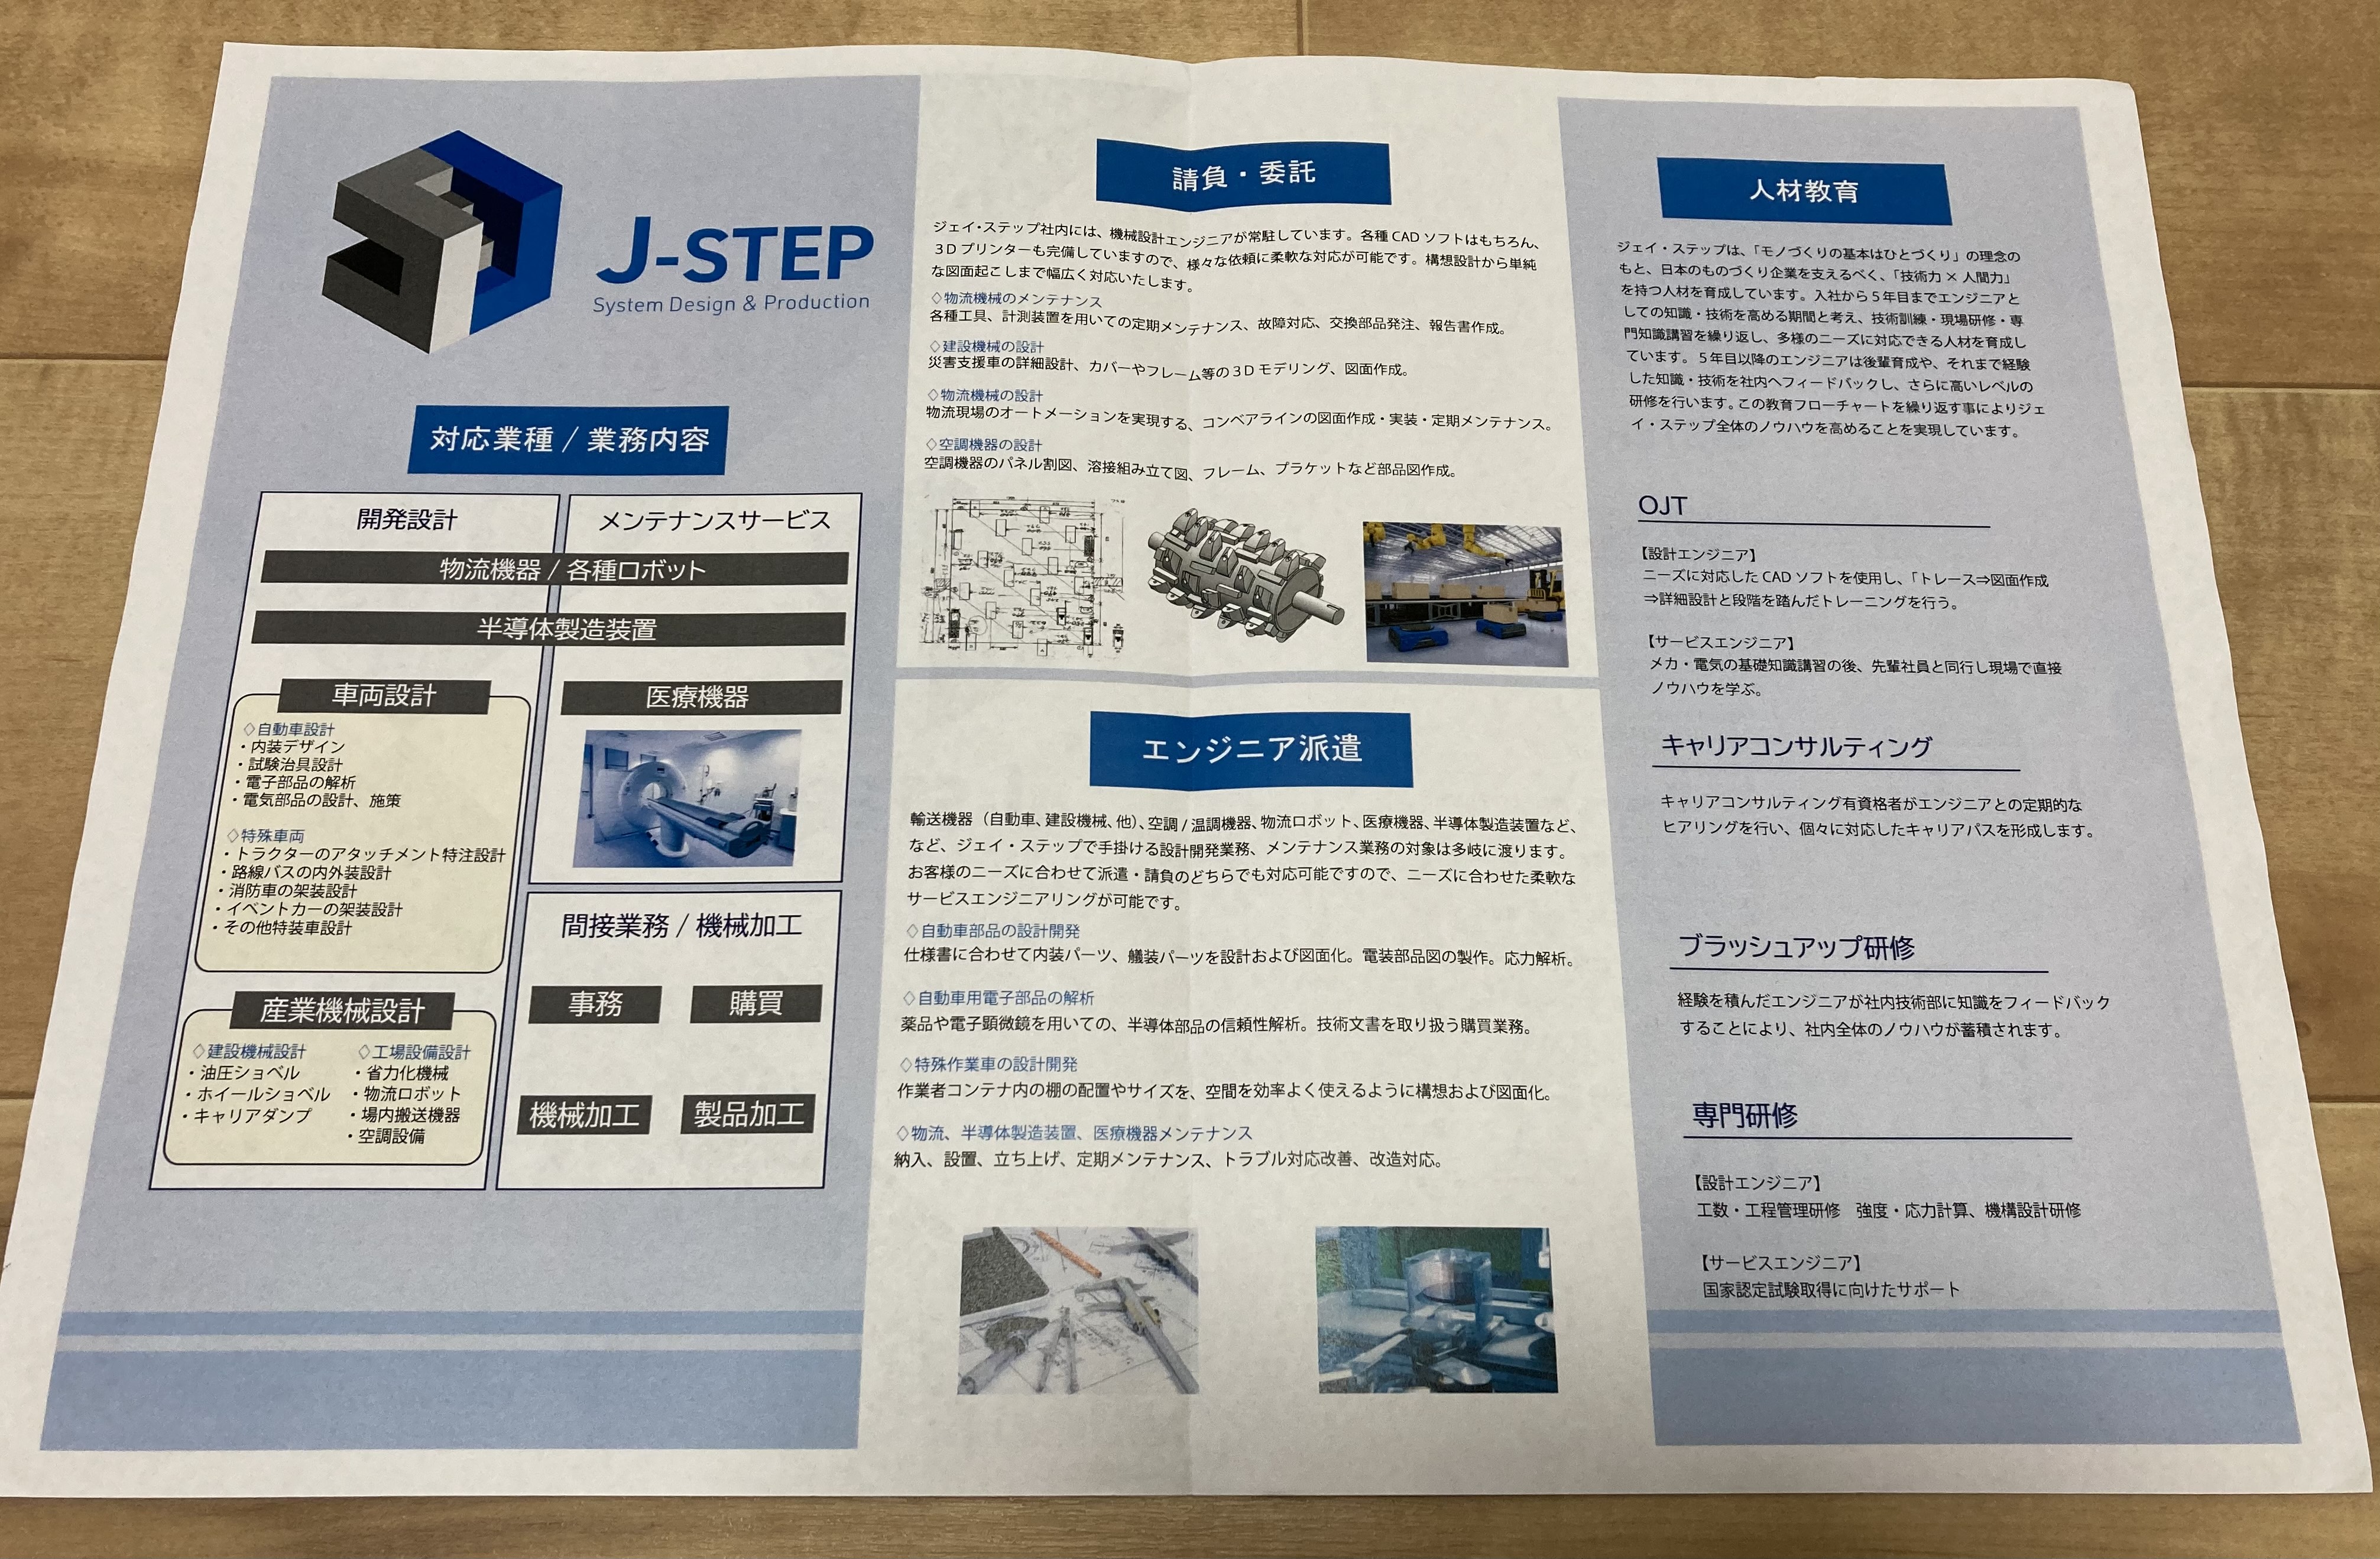 J-STEP
System Design & Production
対応業種 / 業務内容
開発設計
メンテナンスサービス
物流機器 / 各種ロボット
半導体製造装置
車両設計
◇自動車設計
・内装デザイン
・試験治具設計
・電子部品の解析
・電気部品の設計、施策
◇特殊車両
・トラクターのアタッチメント特注設計
・路線バスの内外装設計
・消防車の架装設計
・イベントカーの架装設計
・その他特装車設計
医療機器
産業機械設計
◇建設機械設計
・油圧ショベル
・ホイールショベル
・キャリアダンプ
◇工場設備設計
・省力化機械
・物流ロボット
・場内搬送機器
・空調設備
間接業務 / 機械加工
事務
購買
機械加工
製品加工
請負・委託
ジェイ・ステップ社内には、機械設計エンジニアが常駐しています。各種 CAD ソフトはもちろん、
3D プリンターも完備していますので、様々な依頼に柔軟な対応が可能です。構想設計から単純
な図面起こしまで幅広く対応いたします。
◇物流機械のメンテナンス
各種工具、計測装置を用いての定期メンテナンス、故障対応、交換部品発注、報告書作成。
◇建設機械の設計
災害支援車の詳細設計、カバーやフレーム等の3D モデリング、図面作成。
◇物流機械の設計
物流現場のオートメーションを実現する、コンベアラインの図面作成・実装・定期メンテナンス。
◇空調機器の設計
空調機器のパネル割図、溶接組み立て図、フレーム、ブラケットなど部品図作成。
エンジニア派遣
輸送機器（自動車、建設機械、他）、空調 / 温調機器、物流ロボット、医療機器、半導体製造装置など、
など、ジェイ・ステップで手掛ける設計開発業務、メンテナンス業務の対象は多岐に渡ります。
お客様のニーズに合わせて派遣・請負のどちらでも対応可能ですので、ニーズに合わせた柔軟な
サービスエンジニアリングが可能です。
◇自動車部品の設計開発
仕様書に合わせて内装パーツ、艤装パーツを設計および図面化。電装部品図の製作。応力解析。
◇自動車用電子部品の解析
薬品や電子顕微鏡を用いての、半導体部品の信頼性解析。技術文書を取り扱う購買業務。
◇特殊作業車の設計開発
作業者コンテナ内の棚の配置やサイズを、空間を効率よく使えるように構想および図面化。
◇物流、半導体製造装置、医療機器メンテナンス
納入、設置、立ち上げ、定期メンテナンス、トラブル対応改善、改造対応。
人材教育
ジェイ・ステップは、「モノづくりの基本はひとづくり」の理念の
もと、日本のものづくり企業を支えるべく、「技術力 × 人間力」
を持つ人材を育成しています。入社から5年目までエンジニアと
しての知識・技術を高める期間と考え、技術訓練・現場研修・専
門知識講習を繰り返し、多様のニーズに対応できる人材を育成し
ています。5年目以降のエンジニアは後輩育成や、それまで経験
した知識・技術を社内へフィードバックし、さらに高いレベルの
研修を行います。この教育フローチャートを繰り返す事によりジェ
イ・ステップ全体のノウハウを高めることを実現しています。
OJT
【設計エンジニア】
ニーズに対応した CAD ソフトを使用し、「トレース⇒図面作成
⇒詳細設計と段階を踏んだトレーニングを行う。
【サービスエンジニア】
メカ・電気の基礎知識講習の後、先輩社員と同行し現場で直接
ノウハウを学ぶ。
キャリアコンサルティング
キャリアコンサルティング有資格者がエンジニアとの定期的な
ヒアリングを行い、個々に対応したキャリアパスを形成します。
ブラッシュアップ研修
経験を積んだエンジニアが社内技術部に知識をフィードバック
することにより、社内全体のノウハウが蓄積されます。
専門研修
【設計エンジニア】
工数・工程管理研修　強度・応力計算、機構設計研修
【サービスエンジニア】
国家認定試験取得に向けたサポート